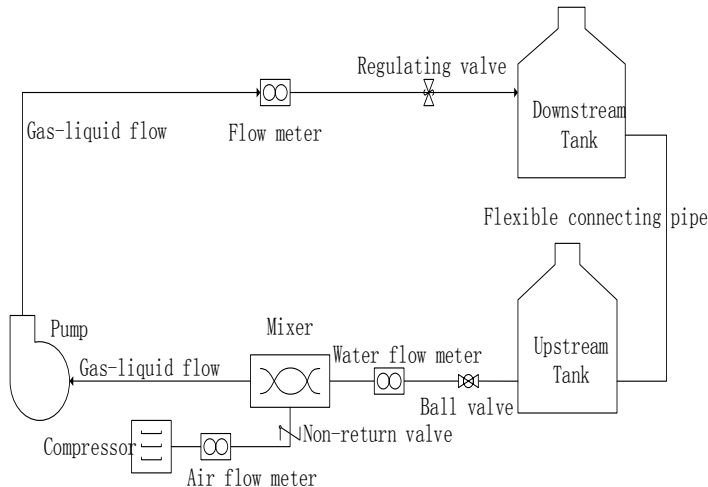 Regulating valve
Gas-liquid flow
Flow meter
Downstream
Tank
Flexible connecting pipe
Pump
Mixer
Gas-liquid flow
Water flow meter
Upstream
Tank
Ball valve
Compressor
Non-return valve
Air flow meter